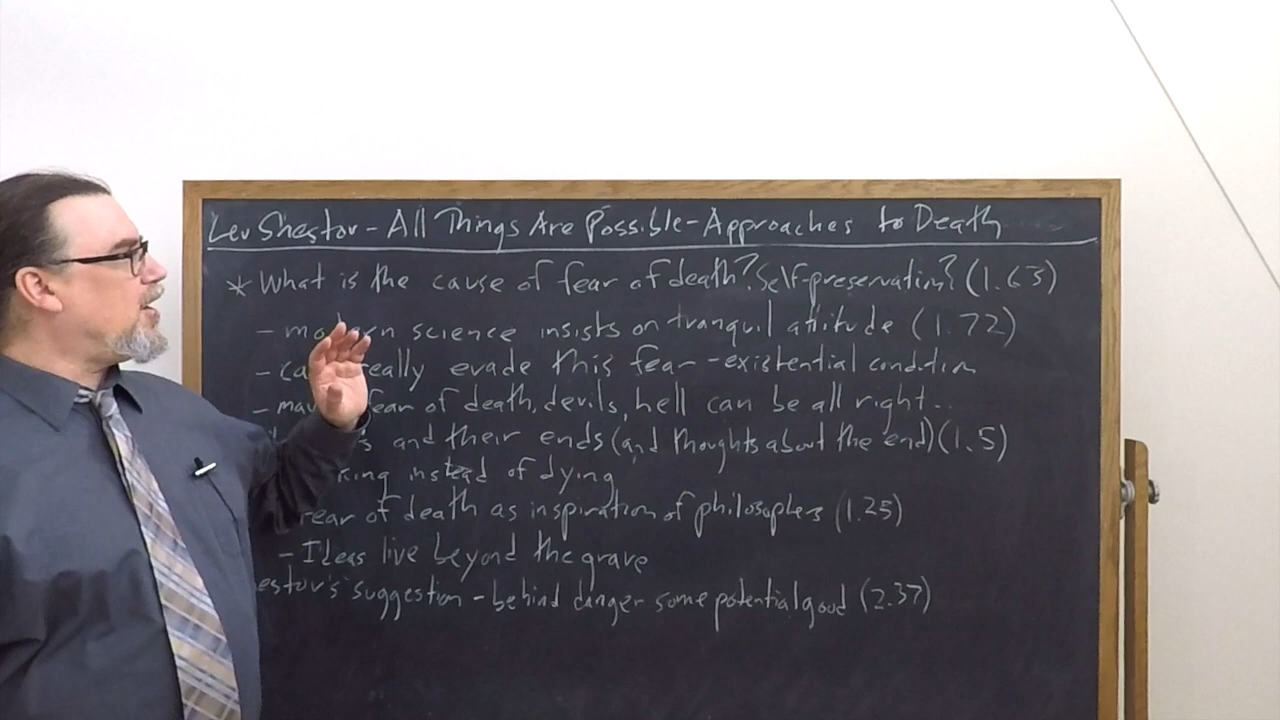 Lev Shestov - All Things Are Possible - Approaches to Death
* What is the cause of fear of death? Self-preservation? (1.63)
- modern science insists on tranquil attitude (1.72)
- really evade this fear - existential condition
- fear of death, devils, hell can be all right..
and their ends (and thoughts about the end) (1.5)
instead of dying
fear of death as inspiration of philosophers (1.25)
- Ideas live beyond the grave
estov's suggestion - behind danger some potential good (2.37)